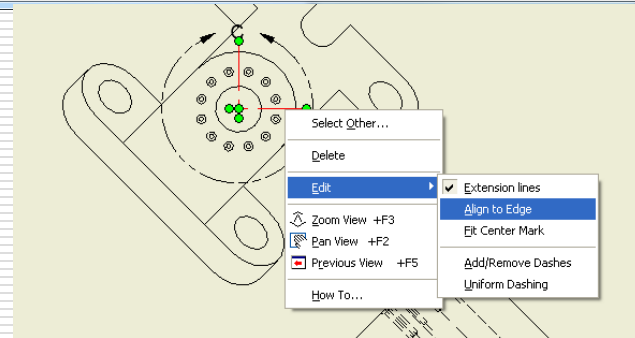 C
Select Other...
Delete
Edit
Zoom View +F3
Pan View +F2
Previous View +F5
How To...
Extension lines
Align to Edge
Fit Center Mark
Add/Remove Dashes
Uniform Dashing